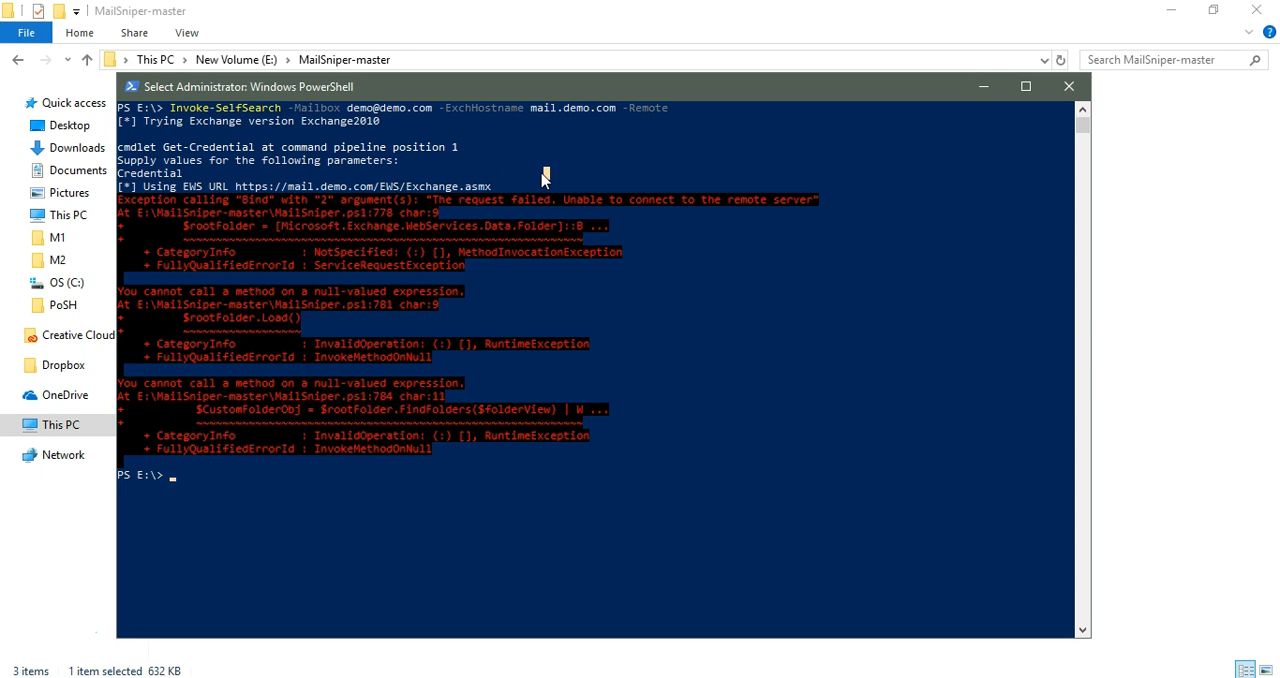 MailSniper-master
File Home Share View
This PC New Volume (E:) MailSniper-master
Search MailSniper-master
Quick access
Desktop
Downloads
Documents
Pictures
This PC
M1
M2
OS (C:)
PoSH
Creative Cloud
Dropbox
OneDrive
This PC
Network
Select Administrator: Windows PowerShell
PS E:\> Invoke-SelfSearch -Mailbox demo@demo.com -ExchHostname mail.demo.com -Remote
[*] Trying Exchange version Exchange2010
cmdlet Get-Credential at command pipeline position 1
Supply values for the following parameters:
Credential
[*] Using EWS URL https://mail.demo.com/EWS/Exchange.asmx
Exception calling "Bind" with "2" argument(s): "The request failed. Unable to connect to the remote server"
At E:\MailSniper-master\MailSniper.ps1:778 char:9
+         $rootFolder = [Microsoft.Exchange.WebServices.Data.Folder]::B ...
+         ~~~~~~~~~~~~~~~~~~~~~~~~~~~~~~~~~~~~~~~~~~~~~~~~~~~~~~~~~~~~~
    + CategoryInfo          : NotSpecified: (:) [], MethodInvocationException
    + FullyQualifiedErrorId : ServiceRequestException
You cannot call a method on a null-valued expression.
At E:\MailSniper-master\MailSniper.ps1:781 char:9
+         $rootFolder.Load()
+         ~~~~~~~~~~~~~~~~~~
    + CategoryInfo          : InvalidOperation: (:) [], RuntimeException
    + FullyQualifiedErrorId : InvokeMethodOnNull
You cannot call a method on a null-valued expression.
At E:\MailSniper-master\MailSniper.ps1:784 char:11
+           $CustomFolderObj = $rootFolder.FindFolders($folderView) | W ...
+           ~~~~~~~~~~~~~~~~~~~~~~~~~~~~~~~~~~~~~~~~~~~~~~~~~~~~~~~~~~~
    + CategoryInfo          : InvalidOperation: (:) [], RuntimeException
    + FullyQualifiedErrorId : InvokeMethodOnNull
PS E:\>
3 items 1 item selected 632 KB